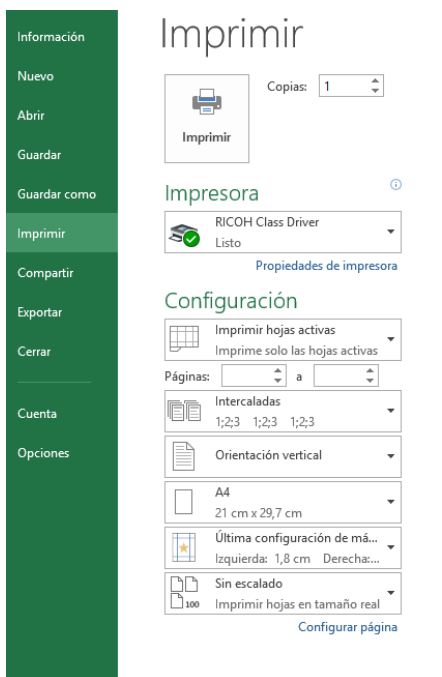 Información
Nuevo
Abrir
Guardar
Guardar como
Imprimir
Compartir
Exportar
Cerrar
Cuenta
Opciones
Imprimir
Imprimir
Copias: 1
Impresora
RICOH Class Driver
Listo
Propiedades de impresora
Configuración
Imprimir hojas activas
Imprime solo las hojas activas
Páginas: a
Intercaladas
1;2;3 1;2;3 1;2;3
Orientación vertical
A4
21 cm x 29,7 cm
Última configuración de má...
Izquierda: 1,8 cm Derecha:...
Sin escalado
100 Imprimir hojas en tamaño real
Configurar página